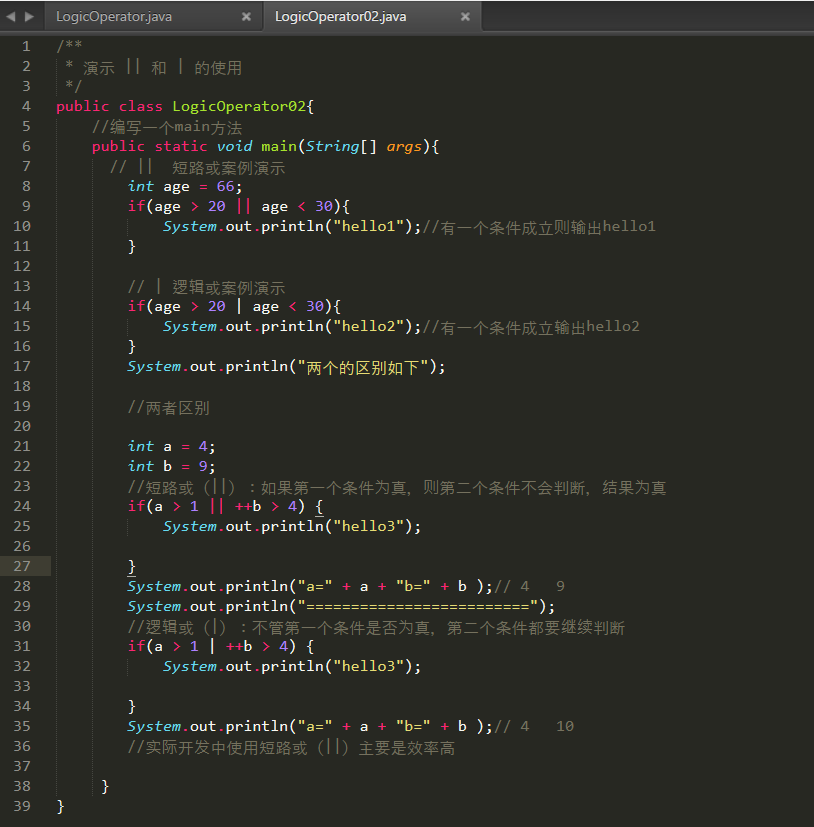 LogicOperator.java × LogicOperator02.java ×
1 /**
2  * 演示 || 和 | 的使用
3  */
4 public class LogicOperator02{
5     //编写一个main方法
6     public static void main(String[] args){
7       // ||  短路或案例演示
8         int age = 66;
9         if(age > 20 || age < 30){
10             System.out.println("hello1");//有一个条件成立则输出hello1
11         }
12
13         // | 逻辑或案例演示
14         if(age > 20 | age < 30){
15             System.out.println("hello2");//有一个条件成立输出hello2
16         }
17         System.out.println("两个的区别如下");
18
19         //两者区别
20
21         int a = 4;
22         int b = 9;
23         //短路或（||）：如果第一个条件为真，则第二个条件不会判断，结果为真
24         if(a > 1 || ++b > 4) {
25             System.out.println("hello3");
26
27         }
28         System.out.println("a=" + a + "b=" + b );// 4   9
29         System.out.println("=========================");
30         //逻辑或（|）：不管第一个条件是否为真，第二个条件都要继续判断
31         if(a > 1 | ++b > 4) {
32             System.out.println("hello3");
33
34         }
35         System.out.println("a=" + a + "b=" + b );// 4   10
36         //实际开发中使用短路或（||）主要是效率高
37
38      }
39 }